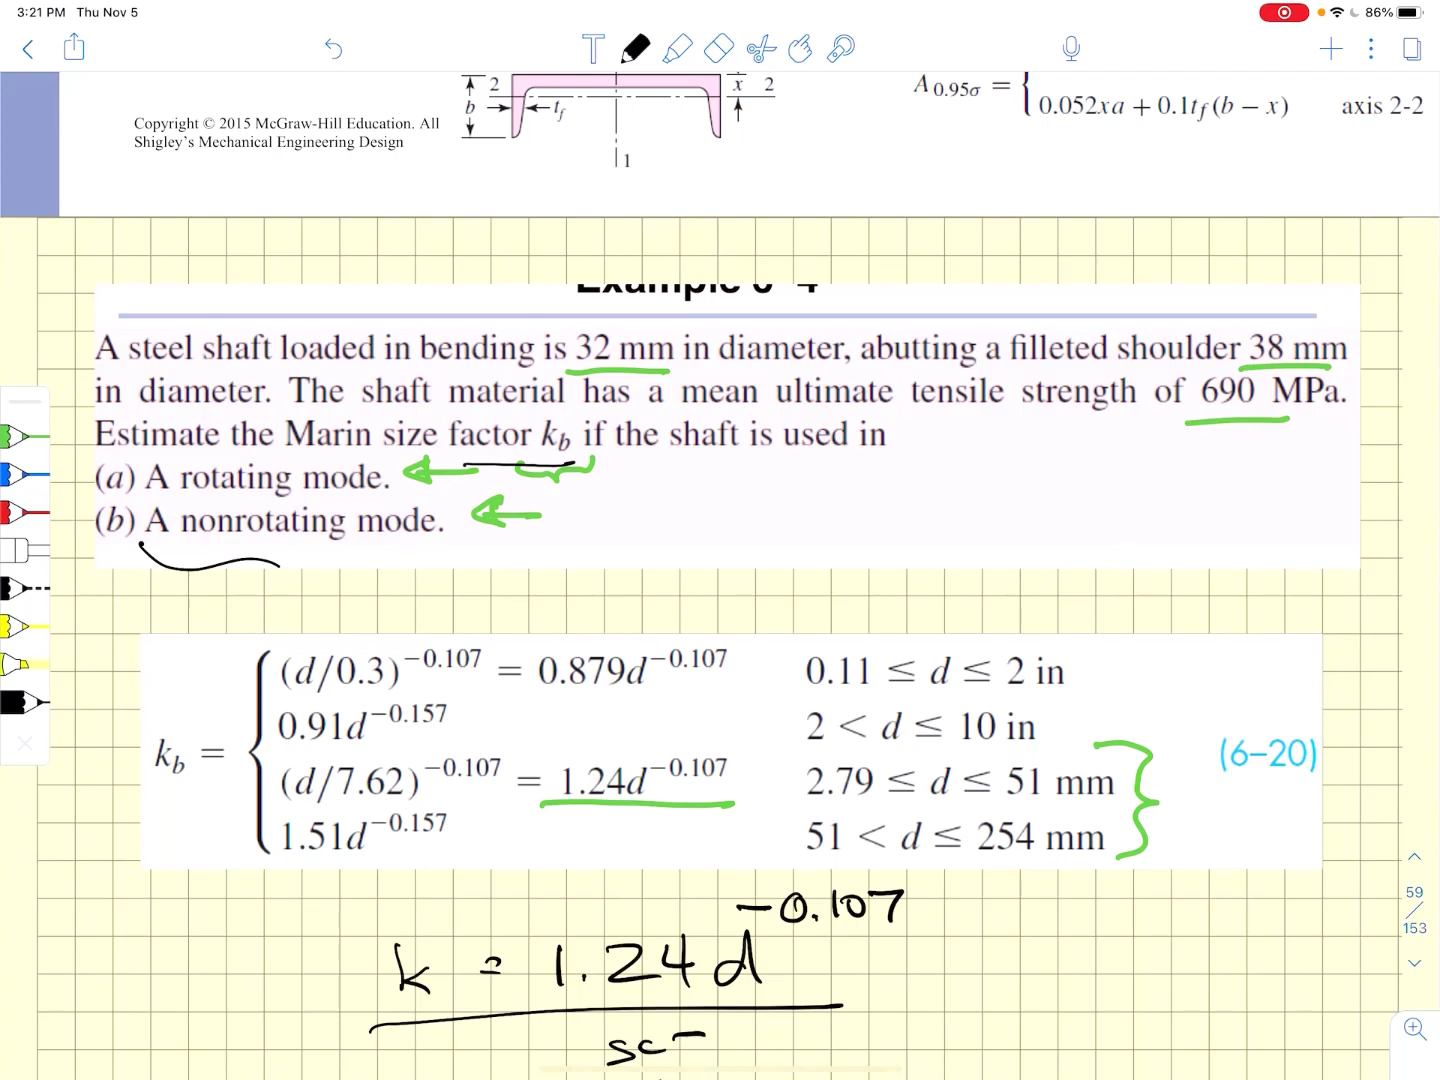 3:21 PM Thu Nov 5
86%
T
2
b
t_f
x 2
1
A 0.95σ = {
0.052xa + 0.1t_f(b − x) axis 2-2
Copyright © 2015 McGraw-Hill Education. All
Shigley's Mechanical Engineering Design
A steel shaft loaded in bending is 32 mm in diameter, abutting a filleted shoulder 38 mm
in diameter. The shaft material has a mean ultimate tensile strength of 690 MPa.
Estimate the Marin size factor k_b if the shaft is used in
(a) A rotating mode.
(b) A nonrotating mode.
k_b = {
(d/0.3)^−0.107 = 0.879d^−0.107 0.11 ≤ d ≤ 2 in
0.91d^−0.157 2 < d ≤ 10 in
(d/7.62)^−0.107 = 1.24d^−0.107 2.79 ≤ d ≤ 51 mm
1.51d^−0.157 51 < d ≤ 254 mm
(6–20)
k = 1.24 d^−0.107
59
/
153